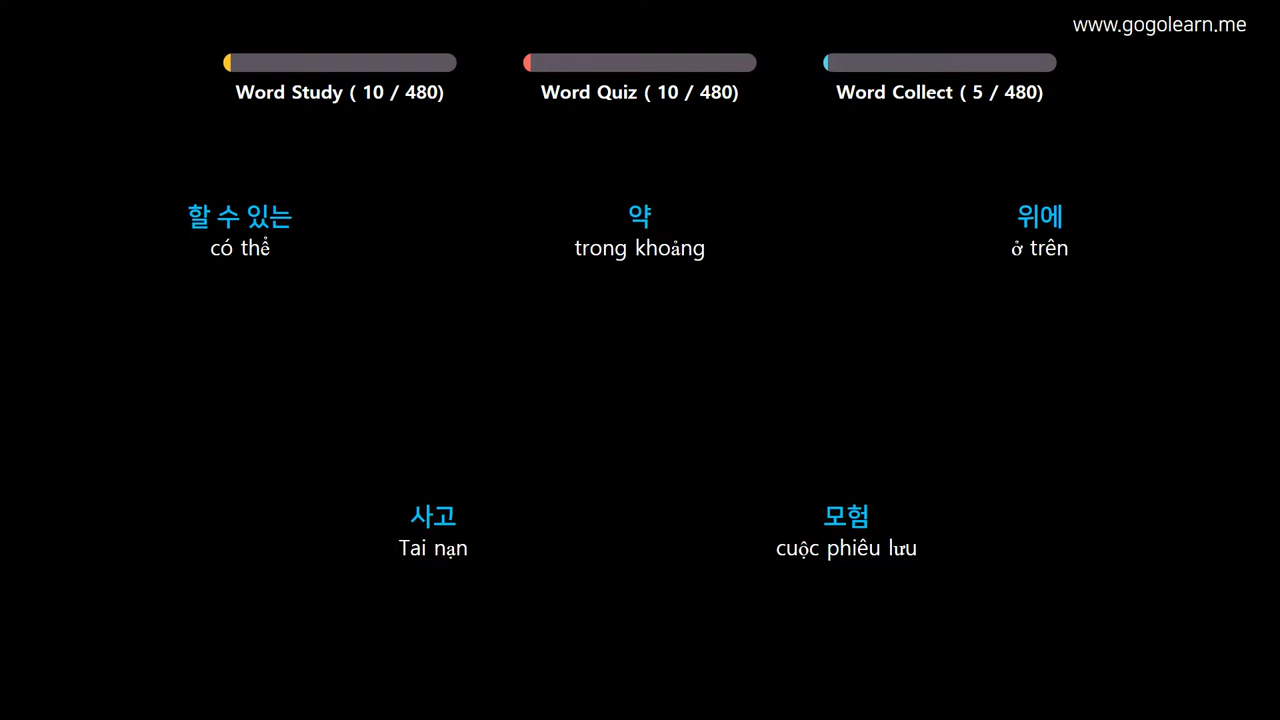 www.gogolearn.me
Word Study ( 10 / 480)
Word Quiz ( 10 / 480)
Word Collect ( 5 / 480)
할 수 있는
có thể
약
trong khoảng
위에
ở trên
사고
Tai nạn
모험
cuộc phiêu lưu